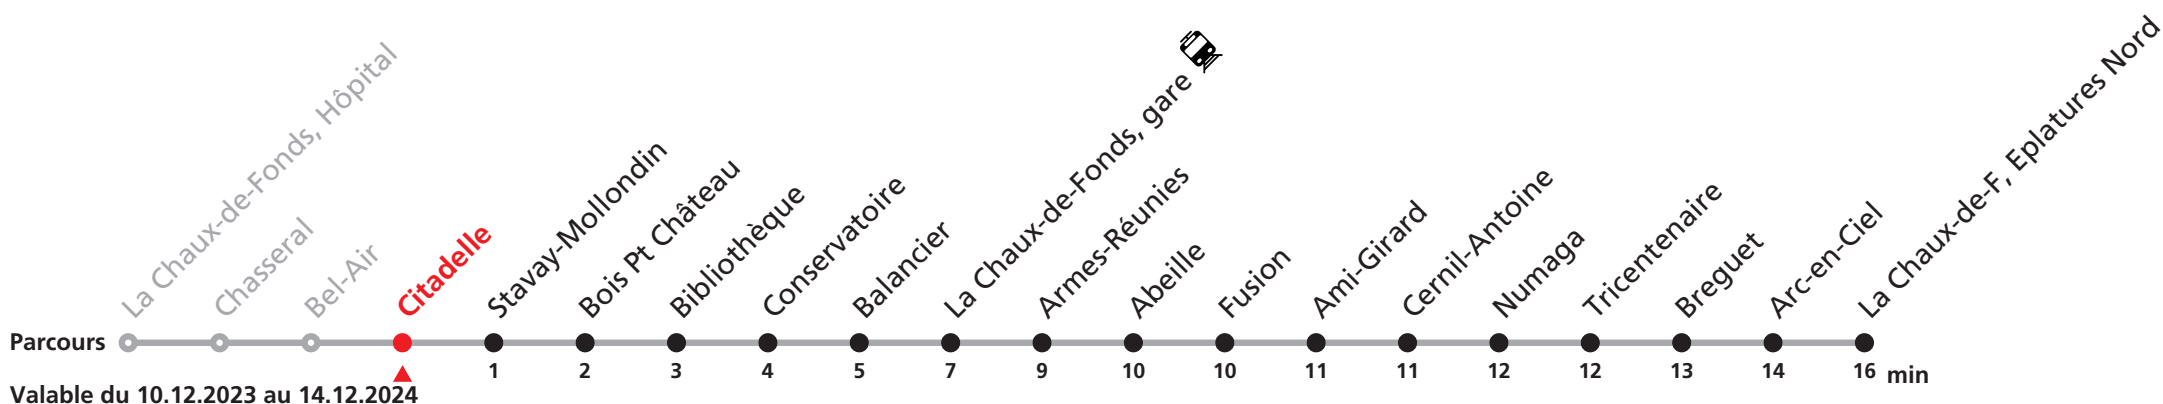 La Chaux-de-Fonds, Hôpital
Chasseral
Bel-Air
Citadelle
Stavay-Mollondin
Bois Pt Château
Bibliothèque
Conservatoire
Balancier
La Chaux-de-Fonds, gare
Armes-Réunies
Abeille
Fusion
Ami-Girard
Cernil-Antoine
Numaga
Tricentenaire
Breguet
Arc-en-Ciel
La Chaux-de-F, Eplatures Nord
Parcours
1 2 3 4 5 7 9 10 10 11 11 12 12 13 14 16 min
Valable du 10.12.2023 au 14.12.2024